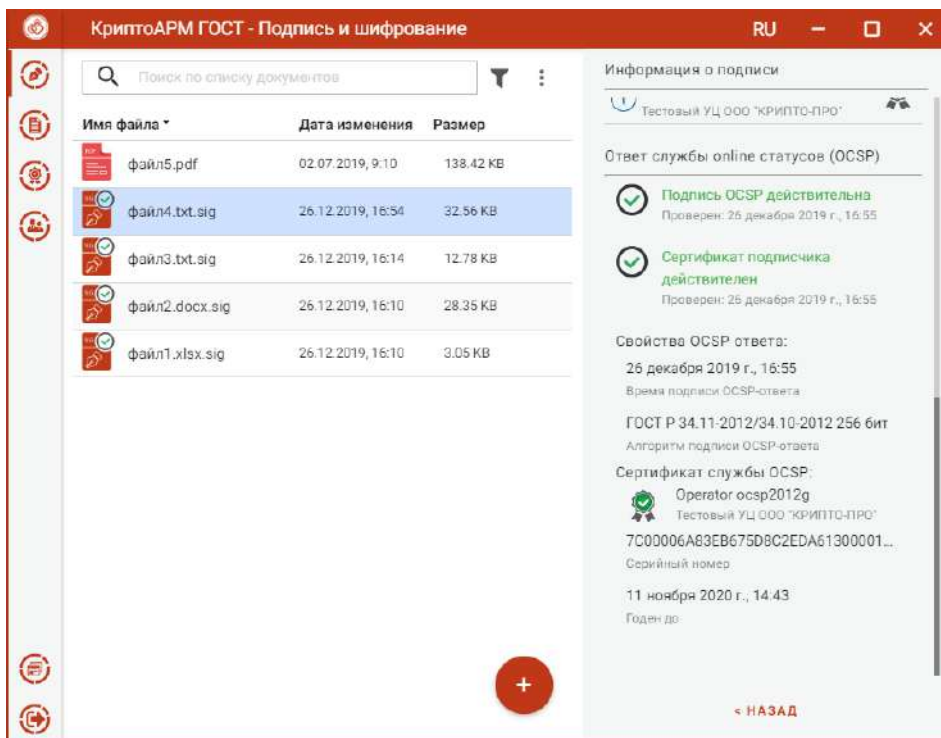 КриптоАРМ ГОСТ - Подпись и шифрование
RU
Поиск по списку документов
Имя файла
Дата изменения
Размер
файл5.pdf
02.07.2019, 9:10
138.42 KB
файл4.txt.sig
26.12.2019, 16:54
32.56 KB
файл3.txt.sig
26.12.2019, 16:14
12.78 KB
файл2.docx.sig
26.12.2019, 16:10
28.35 KB
файл1.xlsx.sig
26.12.2019, 16:10
3.05 KB
Информация о подписи
Тестовый УЦ ООО "КРИПТО-ПРО"
Ответ службы online статусов (OCSP)
Подпись OCSP действительна
Проверен: 26 декабря 2019 г., 16:55
Сертификат подписчика
действителен
Проверен: 26 декабря 2019 г., 16:55
Свойства OCSP ответа:
26 декабря 2019 г., 16:55
Время подписи OCSP-ответа
ГОСТ Р 34.11-2012/34.10-2012 256 бит
Алгоритм подписи OCSP-ответа
Сертификат службы OCSP:
Operator ocsp2012g
Тестовый УЦ ООО "КРИПТО-ПРО"
7C00006A83EB675D8C2EDA61300001...
Серийный номер
11 ноября 2020 г., 14:43
Годен до
< НАЗАД